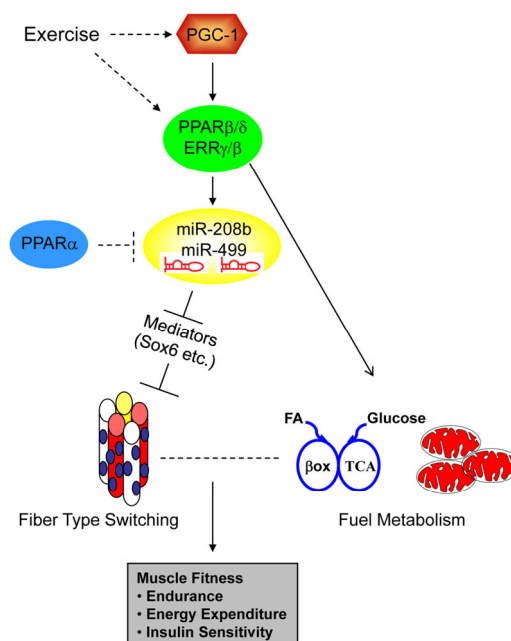 Exercise
PGC-1
PPARβ/δ
ERRγ/β
PPARα
miR-208b
miR-499
Mediators
(Sox6 etc.)
FA
Glucose
βox
TCA
Fiber Type Switching
Fuel Metabolism
Muscle Fitness
• Endurance
• Energy Expenditure
• Insulin Sensitivity